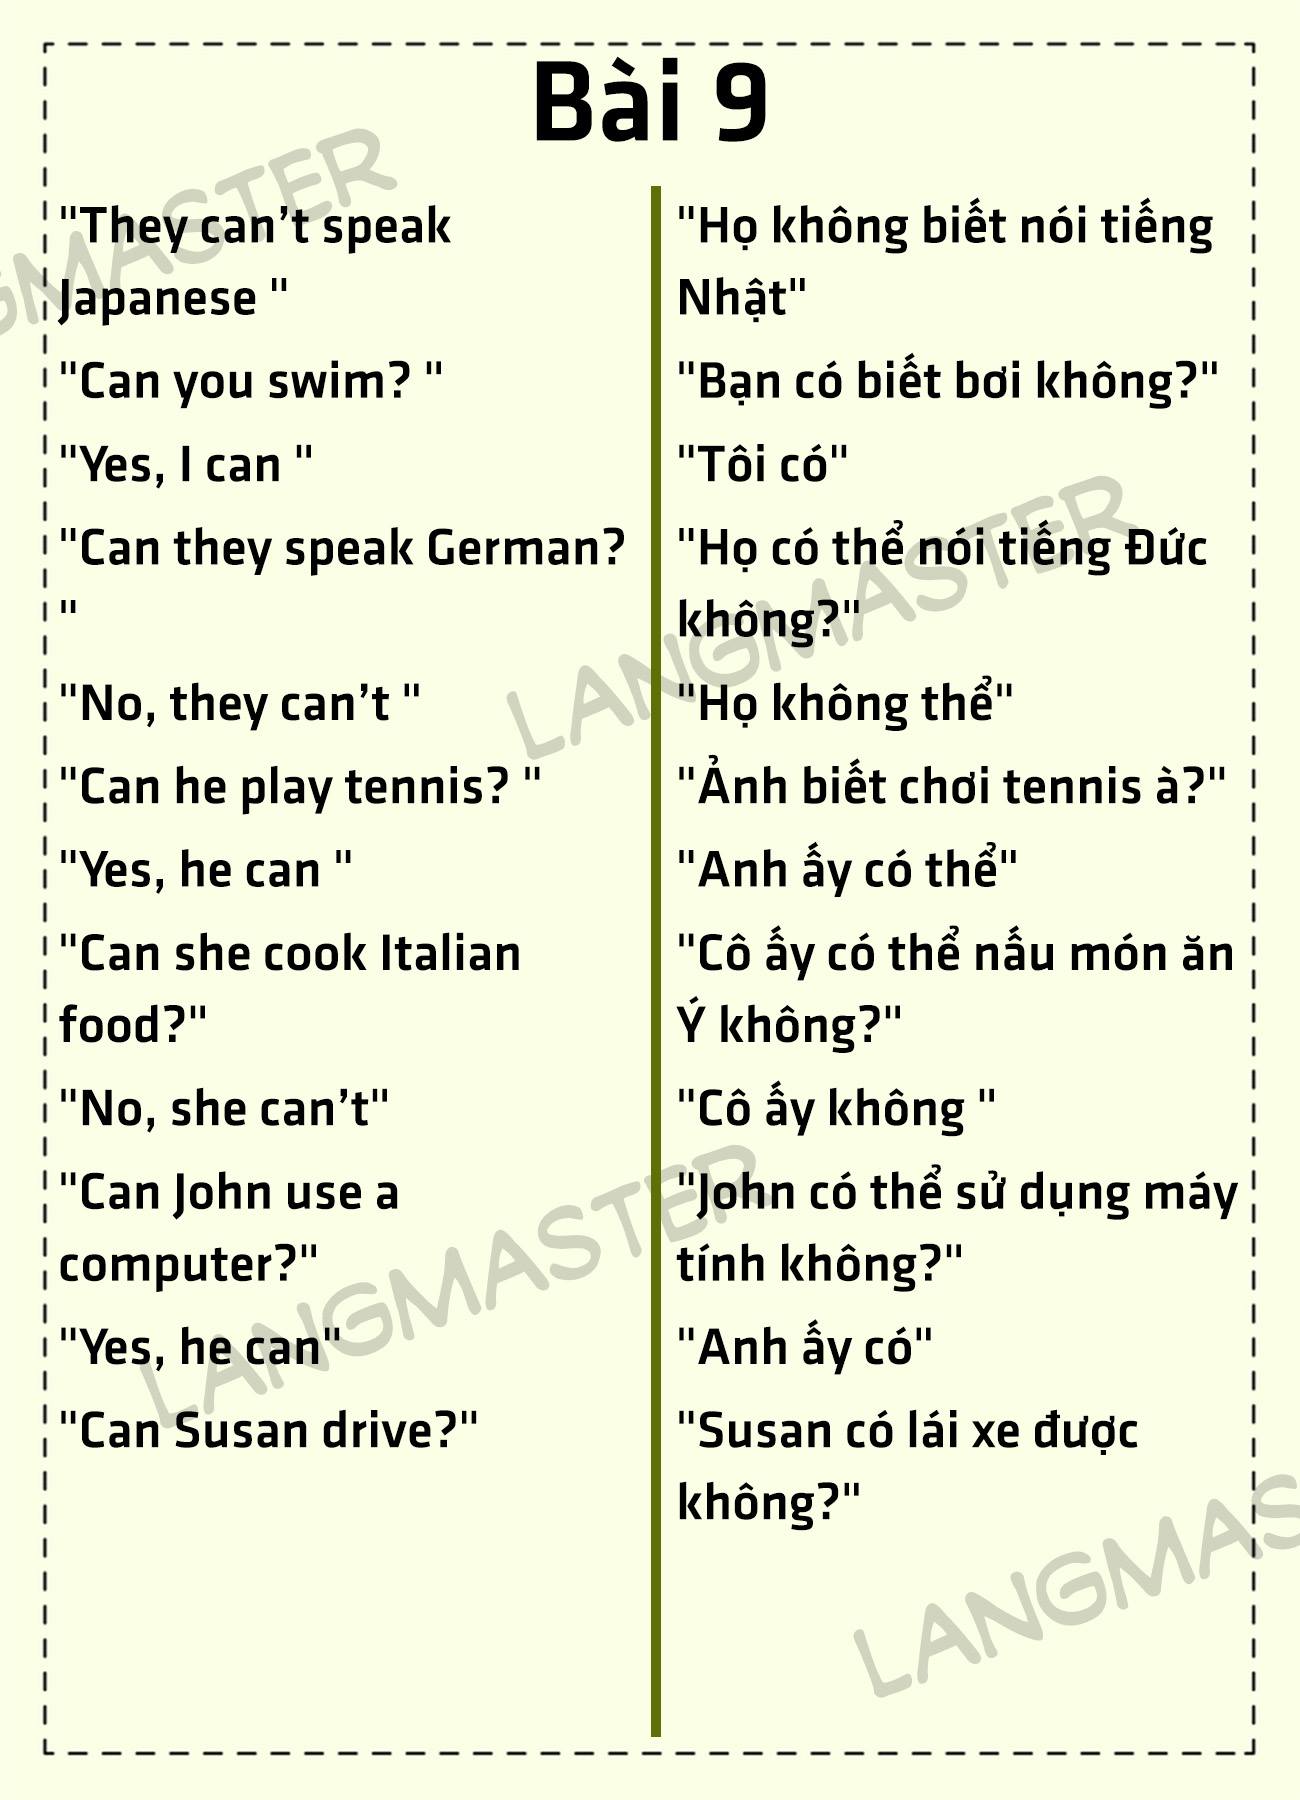 Bài 9
"They can’t speak
Japanese "
"Can you swim? "
"Yes, I can "
"Can they speak German?
"
"No, they can’t "
"Can he play tennis? "
"Yes, he can "
"Can she cook Italian
food?"
"No, she can’t"
"Can John use a
computer?"
"Yes, he can"
"Can Susan drive?"
"Họ không biết nói tiếng
Nhật"
"Bạn có biết bơi không?"
"Tôi có"
"Họ có thể nói tiếng Đức
không?"
"Họ không thể"
"Ảnh biết chơi tennis à?"
"Anh ấy có thể"
"Cô ấy có thể nấu món ăn
Ý không?"
"Cô ấy không "
"John có thể sử dụng máy
tính không?"
"Anh ấy có"
"Susan có lái xe được
không?"
GMASTER
LANGMASTER
LANGMASTER
LANGMAS